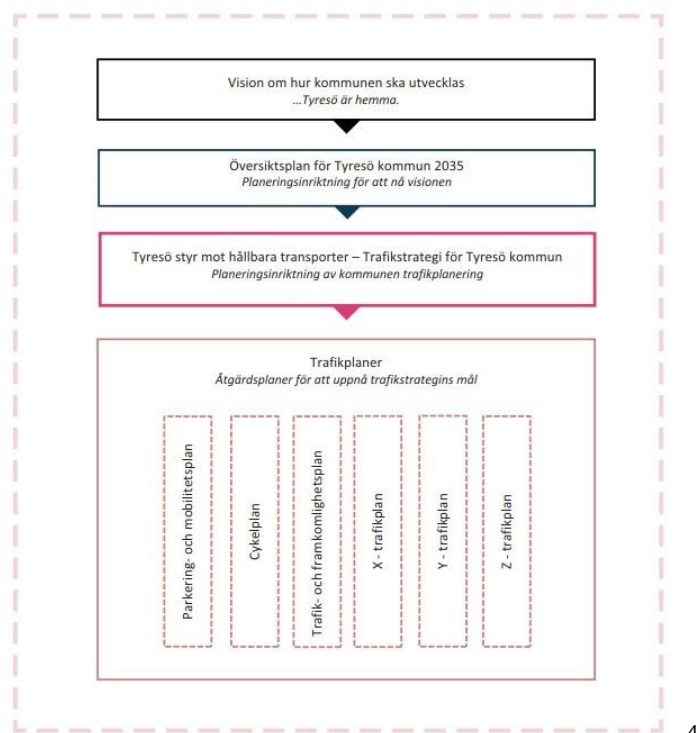 Vision om hur kommunen ska utvecklas
...Tyresö är hemma.
Översiktsplan för Tyresö kommun 2035
Planeringsinriktning för att nå visionen
Tyresö styr mot hållbara transporter – Trafikstrategi för Tyresö kommun
Planeringsinriktning av kommunen trafikplanering
Trafikplaner
Åtgärdsplaner för att uppnå trafikstrategins mål
Parkering- och mobilitetsplan
Cykelplan
Trafik- och framkomlighetsplan
X - trafikplan
Y - trafikplan
Z - trafikplan
4